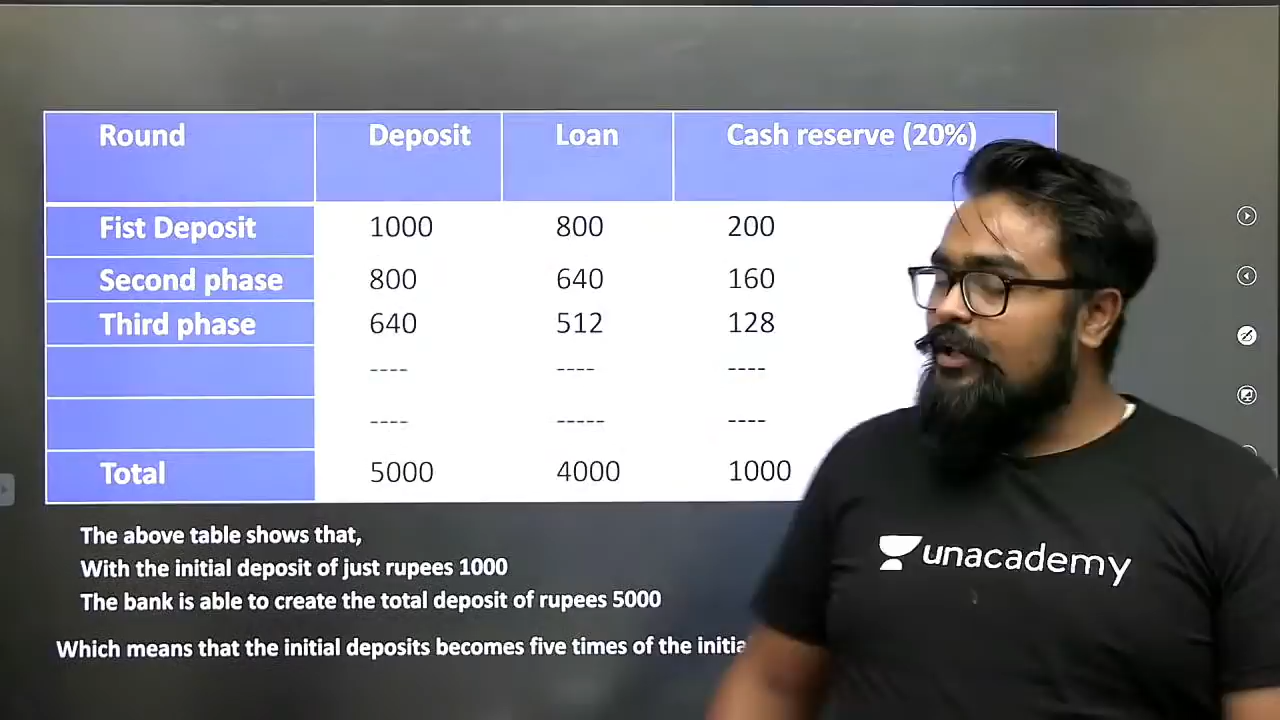 Round Deposit Loan Cash reserve (20%)
Fist Deposit 1000 800 200
Second phase 800 640 160
Third phase 640 512 128
---- ---- ----
---- ----- ----
Total 5000 4000 1000
The above table shows that,
With the initial deposit of just rupees 1000
The bank is able to create the total deposit of rupees 5000
Which means that the initial deposits becomes five times of the
unacademy